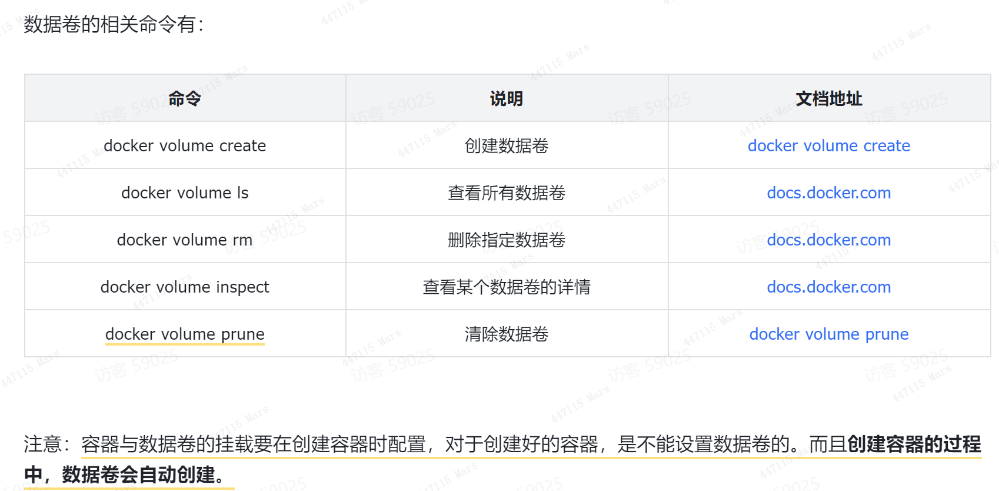 数据卷的相关命令有：
命令 说明 文档地址
docker volume create 创建数据卷 docker volume create
docker volume ls 查看所有数据卷 docs.docker.com
docker volume rm 删除指定数据卷 docs.docker.com
docker volume inspect 查看某个数据卷的详情 docs.docker.com
docker volume prune 清除数据卷 docker volume prune
注意：容器与数据卷的挂载要在创建容器时配置，对于创建好的容器，是不能设置数据卷的。而且创建容器的过程
中，数据卷会自动创建。
447115 Mars
访客 59025